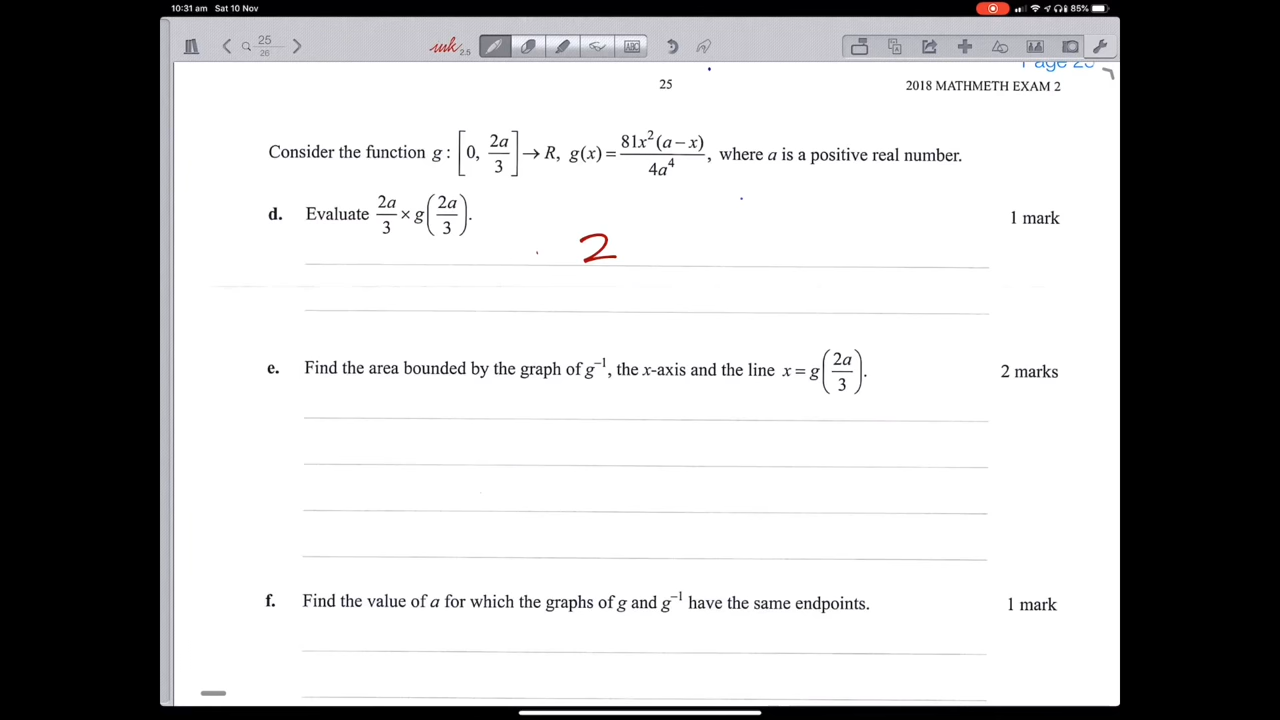 10:31 am Sat 10 Nov
85%
25
26
2.5
ABC
25
2018 MATHMETH EXAM 2
Consider the function g : [0, 2a/3] → R, g(x) = 81x²(a − x)/4a⁴, where a is a positive real number.
d. Evaluate 2a/3 × g(2a/3). 1 mark
2
e. Find the area bounded by the graph of g⁻¹, the x-axis and the line x = g(2a/3). 2 marks
f. Find the value of a for which the graphs of g and g⁻¹ have the same endpoints. 1 mark